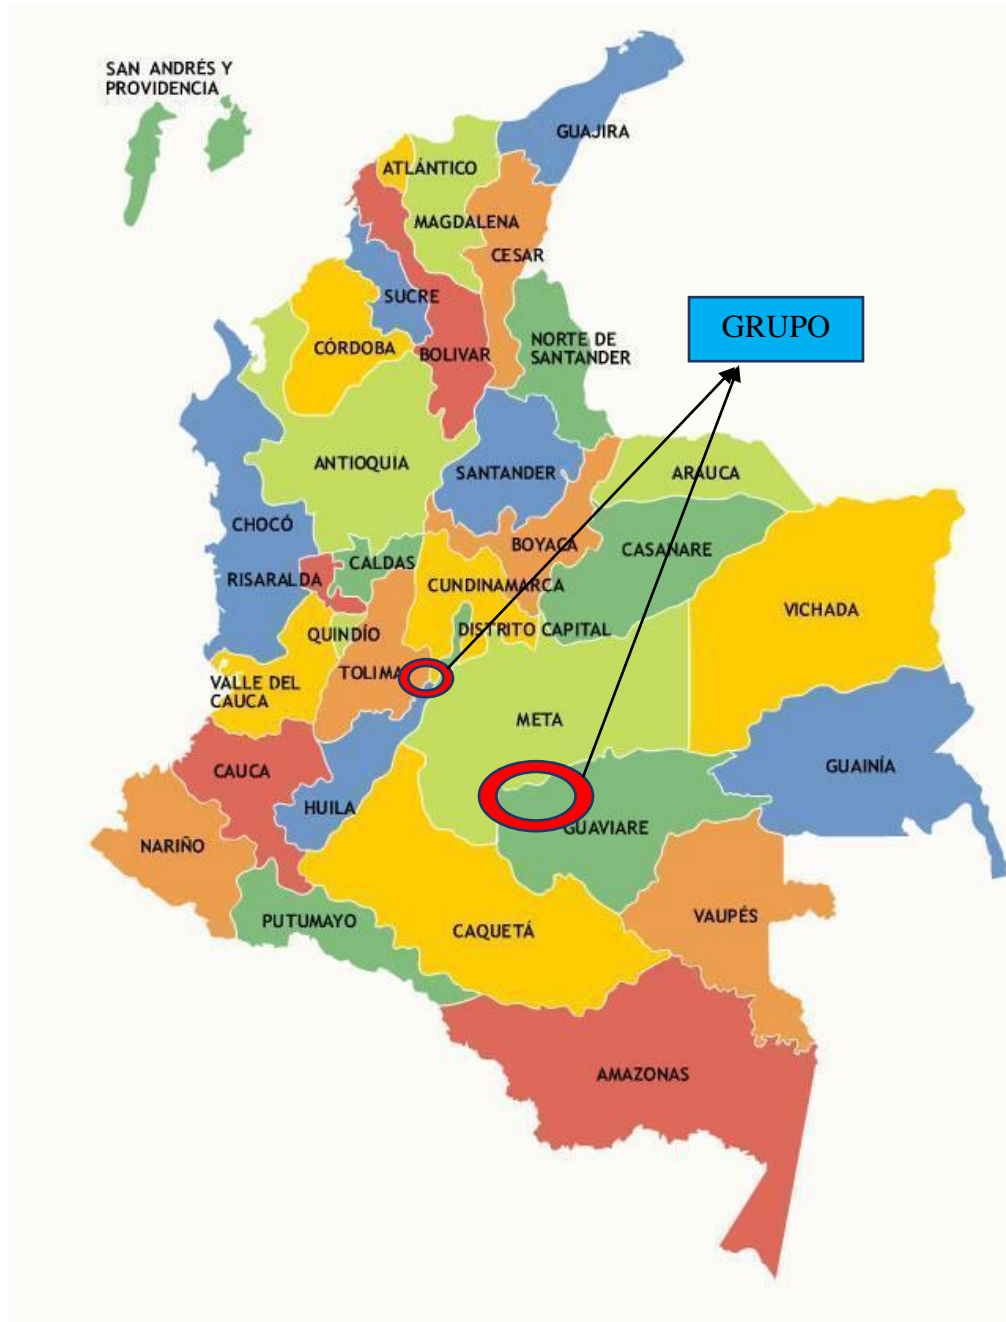 SAN ANDRÉS Y
PROVIDENCIA
GUAJIRA
ATLÁNTICO
MAGDALENA
CESAR
SUCRE
GRUPO
NORTE DE
SANTANDER
CÓRDOBA
BOLIVAR
ANTIOQUIA
SANTANDER
ARAUCA
CHOCÓ
BOYACA
CASANARE
CALDAS
RISARALDA
CUNDINAMARCA
VICHADA
QUINDÍO
DISTRITO CAPITAL
TOLIMA
VALLE DEL
CAUCA
META
CAUCA
GUAINÍA
HUILA
GUAVIARE
NARIÑO
PUTUMAYO
CAQUETÁ
VAUPÉS
AMAZONAS